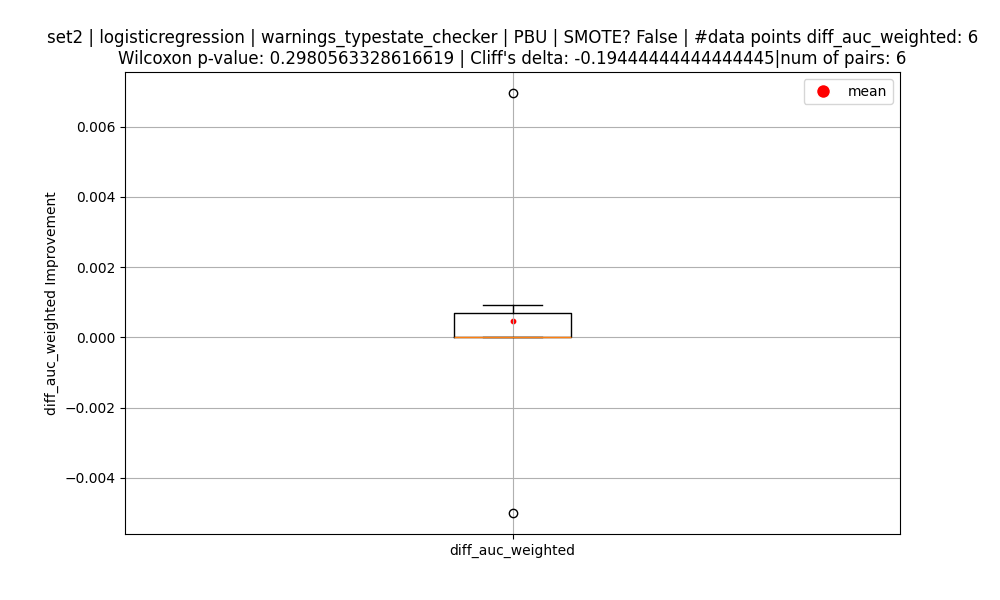 set2 | logisticregression | warnings_typestate_checker | PBU | SMOTE? False | #data points diff_auc_weighted: 6
Wilcoxon p-value: 0.2980563328616619 | Cliff's delta: -0.19444444444444445|num of pairs: 6
mean
0.006
0.004
0.002
0.000
−0.002
−0.004
diff_auc_weighted Improvement
diff_auc_weighted